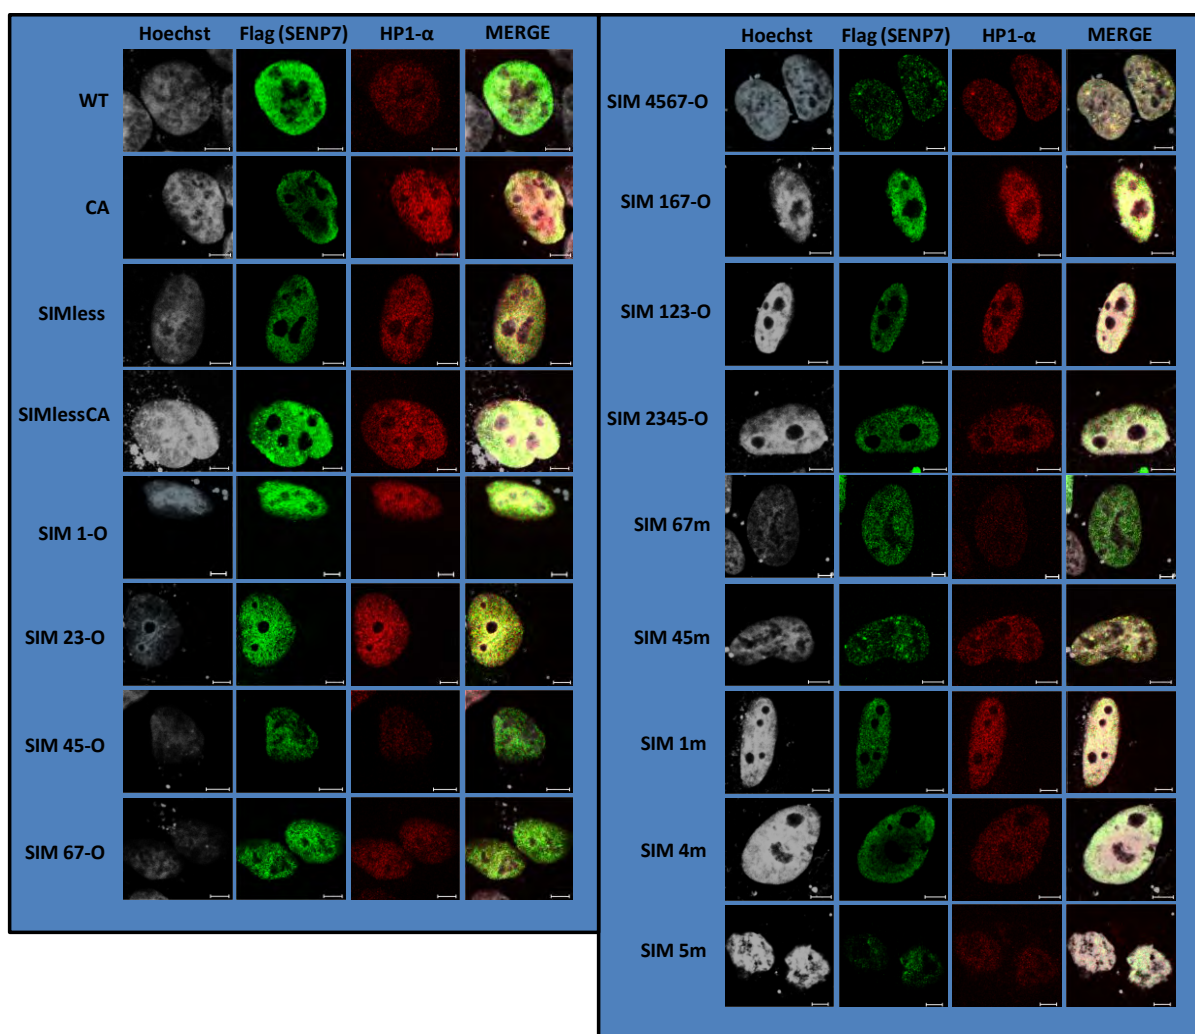 Hoechst Flag (SENP7) HP1-α MERGE
WT
CA
SIMless
SIMlessCA
SIM 1-O
SIM 23-O
SIM 45-O
SIM 67-O
Hoechst Flag (SENP7) HP1-α MERGE
SIM 4567-O
SIM 167-O
SIM 123-O
SIM 2345-O
SIM 67m
SIM 45m
SIM 1m
SIM 4m
SIM 5m